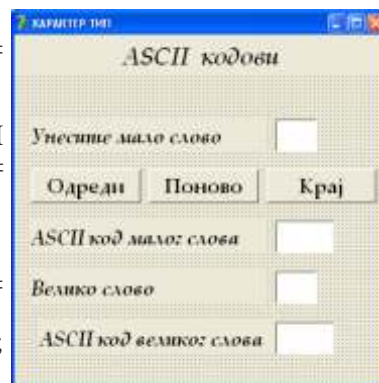 КАРАКТЕР ТИП
ASCII кодови
Унесите мало слово
Одреди Поново Крај
ASCII код малог слова
Велико слово
ASCII код великог слова